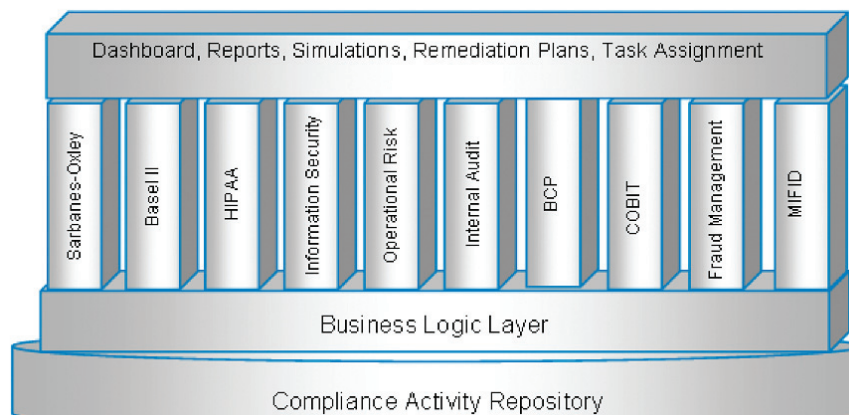 Dashboard, Reports, Simulations, Remediation Plans, Task Assignment
Sarbanes-Oxley
Basel II
HIPAA
Information Security
Operational Risk
Internal Audit
BCP
COBIT
Fraud Management
MIFID
Business Logic Layer
Compliance Activity Repository